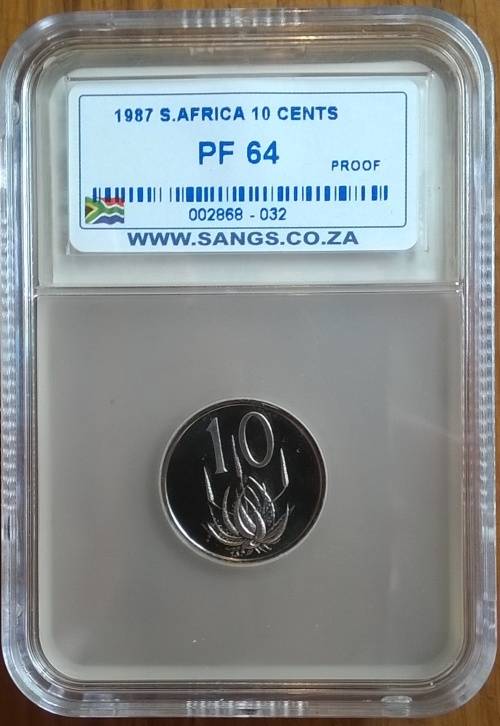 1987 S.AFRICA 10 CENTS
PF 64
PROOF
002868 - 032
WWW.SANGS.CO.ZA
10